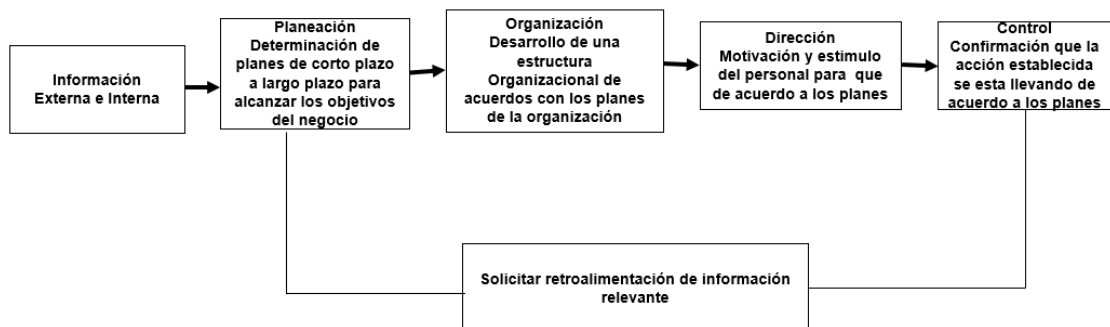 Información
Externa e Interna
Planeación
Determinación de
planes de corto plazo
a largo plazo para
alcanzar los objetivos
del negocio
Organización
Desarrollo de una
estructura
Organizacional de
acuerdos con los planes
de la organización
Dirección
Motivación y estimulo
del personal para  que
de acuerdo a los planes
Control
Confirmación que la
acción establecida
se esta llevando de
acuerdo a los planes
Solicitar retroalimentación de información
relevante